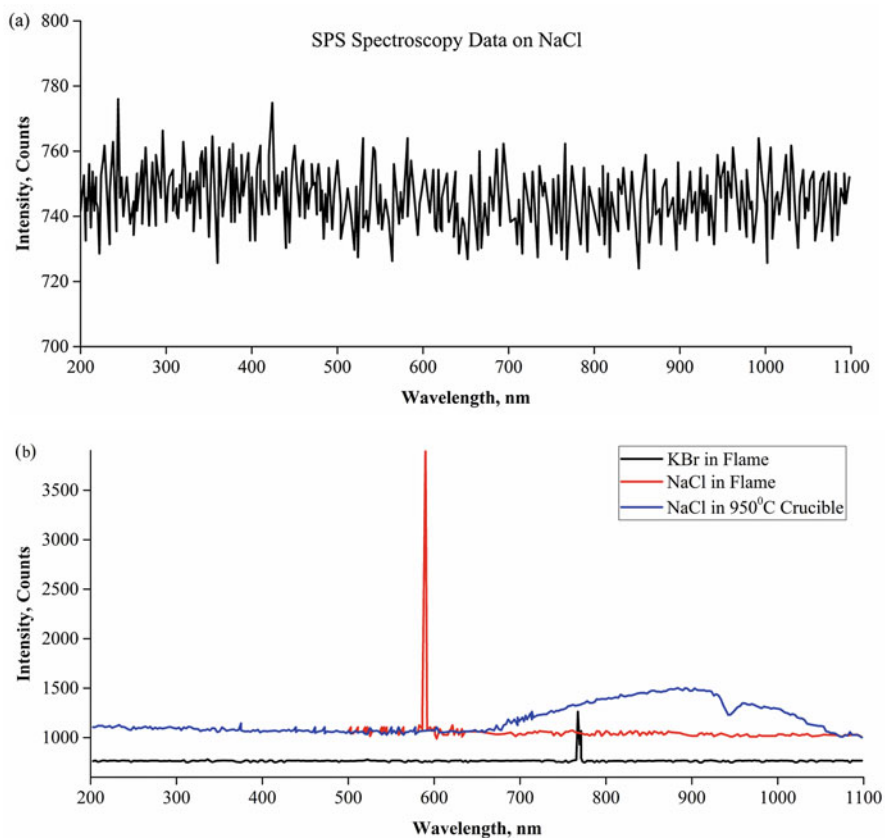 (a)
SPS Spectroscopy Data on NaCl
800
780
760
740
720
700
Intensity, Counts
200 300 400 500 600 700 800 900 1000 1100
Wavelength, nm
(b)
KBr in Flame
NaCl in Flame
NaCl in 950⁰C Crucible
3500
3000
2500
2000
1500
1000
Intensity, Counts
200 300 400 500 600 700 800 900 1000 1100
Wavelength, nm